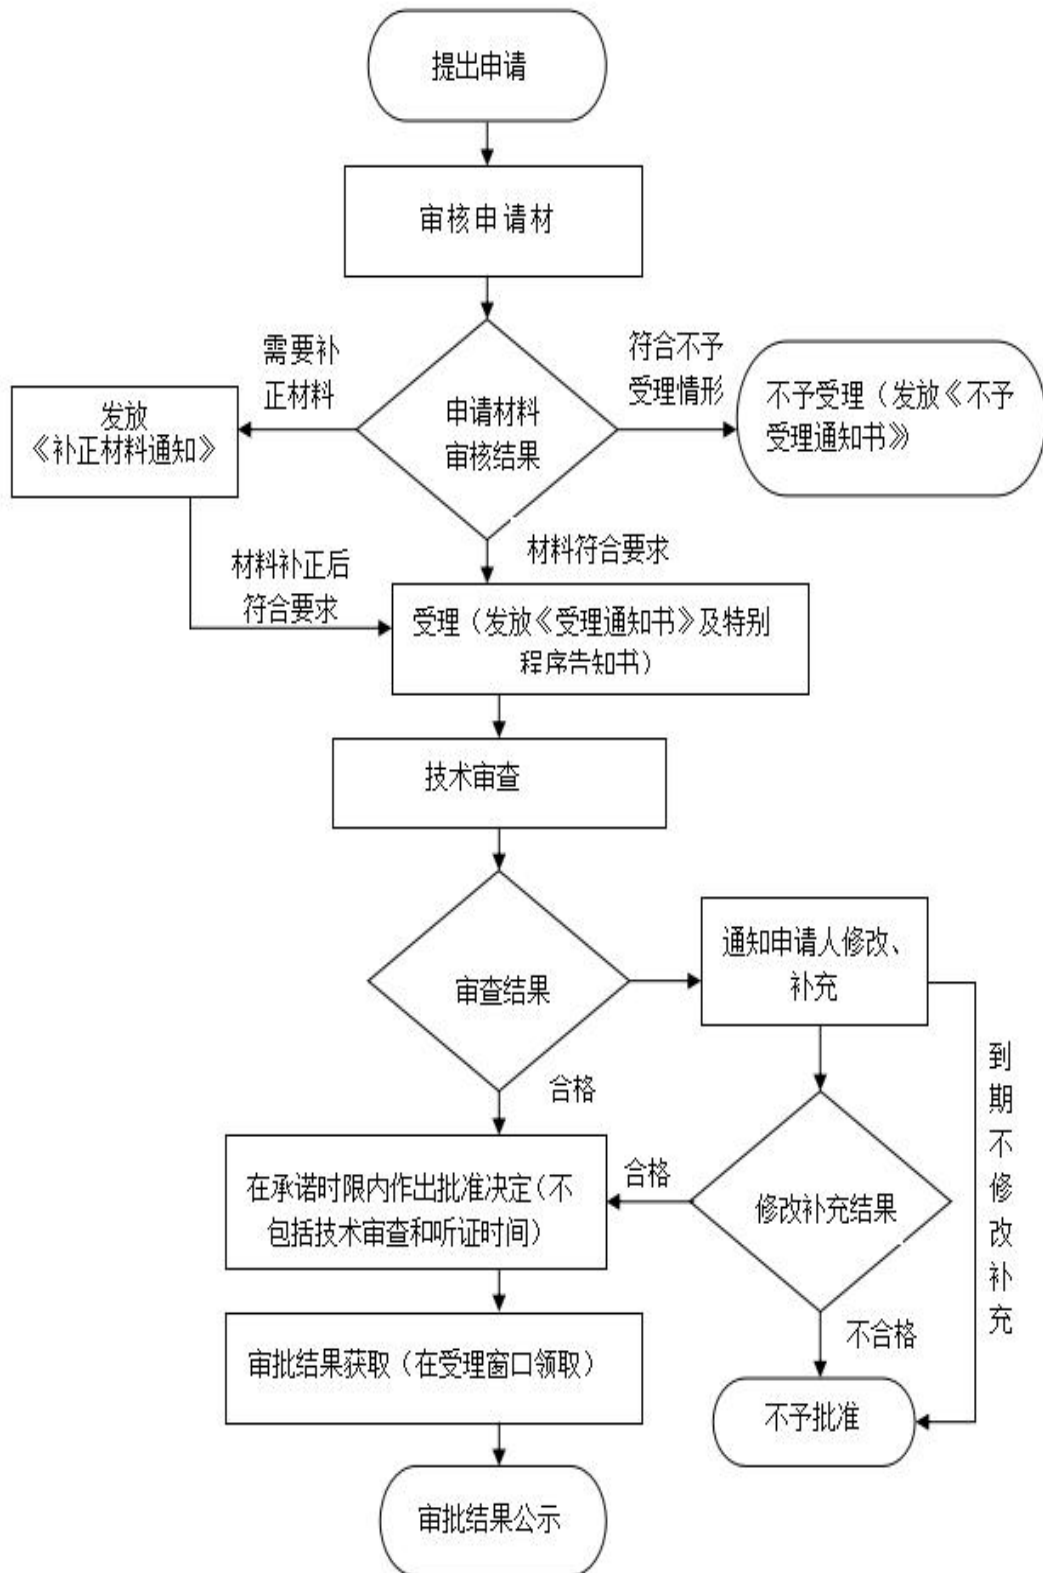 提出申请
审核申请材
需要补
正材料
符合不予
受理情形
发放
《补正材料通知》
申请材料
审核结果
不予受理（发放《不予
受理通知书》）
材料符合要求
材料补正后
符合要求
受理（发放《受理通知书》及特别
程序告知书）
技术审查
审查结果
通知申请人修改、
补充
合格
到期不修改补充
在承诺时限内作出批准决定（不
包括技术审查和听证时间）
合格
修改补充结果
不合格
审批结果获取（在受理窗口领取）
不予批准
审批结果公示